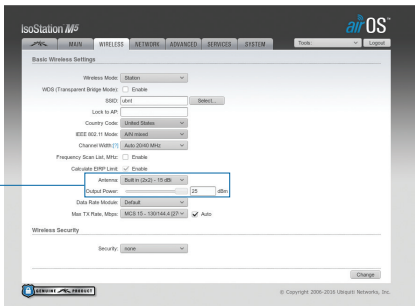 IsoStation M5
airOS™
MAIN WIRELESS NETWORK ADVANCED SERVICES SYSTEM Tools: Logout
Basic Wireless Settings
Wireless Mode: Station
WDS (Transparent Bridge Mode): Enable
SSID: ubnt Select...
Lock to AP:
Country Code: United States
IEEE 802.11 Mode: A/N mixed
Channel Width:[?] Auto 20/40 MHz
Frequency Scan List, MHz: Enable
Calculate EIRP Limit: Enable
Antenna: Built in (2x2) - 15 dBi
Output Power: 25 dBm
Data Rate Module: Default
Max TX Rate, Mbps: MCS 15 - 130/144.4 [27 Auto
Wireless Security
Security: none
Change
GENUINE PRODUCT
© Copyright 2006-2016 Ubiquiti Networks, Inc.